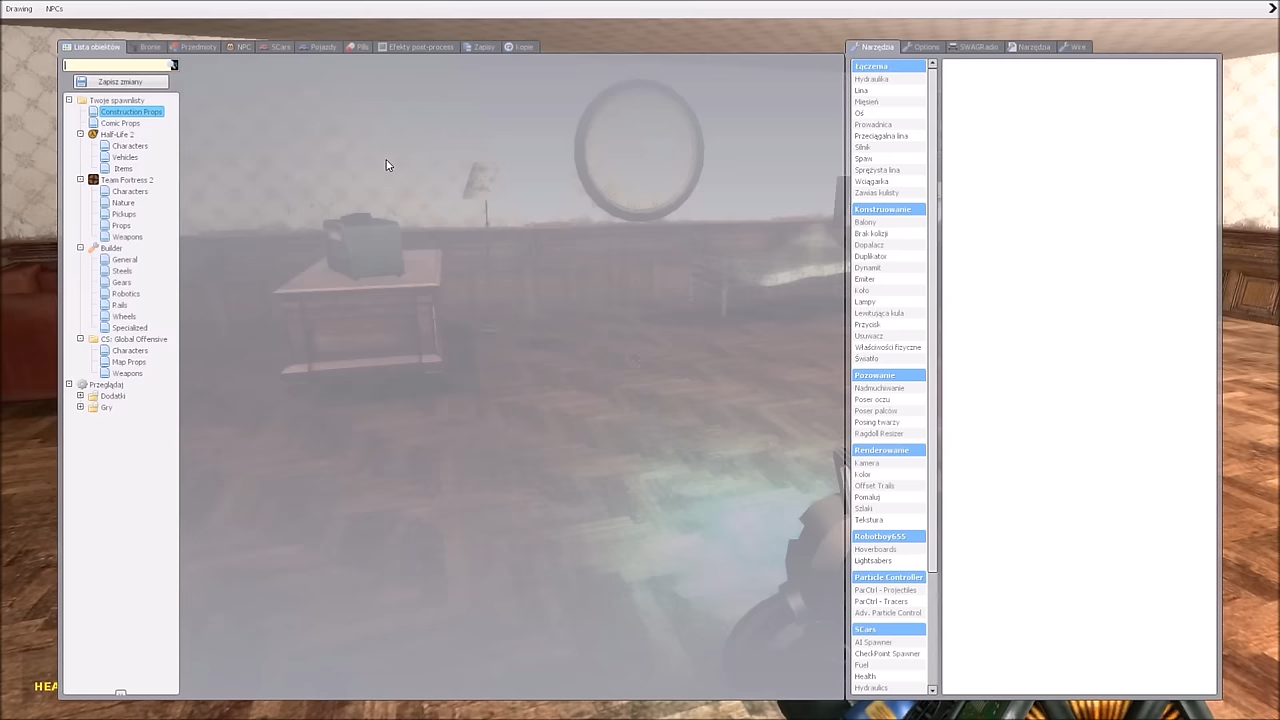 Drawing NPCs
Lista obiektów Bronie Przedmioty NPC SCars Pojazdy Pills Efekty post-process Zapisy Kopie
Zapisz zmiany
Twoje spawnlisty
Construction Props
Comic Props
Half-Life 2
Characters
Vehicles
Items
Team Fortress 2
Characters
Nature
Pickups
Props
Weapons
Builder
General
Steels
Gears
Robotics
Rails
Wheels
Specialized
CS: Global Offensive
Characters
Map Props
Weapons
Przeglądaj
Dodatki
Gry
HEA
Narzędzia Options SWAGRadio Narzędzia Wire
Łączenia
Hydraulika
Lina
Mięsień
Oś
Prowadnica
Przeciągalna lina
Silnik
Spaw
Sprężysta lina
Wciągarka
Zawias kulisty
Konstruowanie
Balony
Brak kolizji
Dopalacz
Duplikator
Dynamit
Emiter
Koło
Lampy
Lewitująca kula
Przycisk
Usuwacz
Właściwości fizyczne
Światło
Pozowanie
Nadmuchiwanie
Poser oczu
Poser palców
Posing twarzy
Ragdoll Resizer
Renderowanie
Kamera
Kolor
Offset Trails
Pomaluj
Szlaki
Tekstura
Robotboy655
Hoverboards
Lightsabers
Particle Controller
ParCtrl - Projectiles
ParCtrl - Tracers
Adv. Particle Control
SCars
AI Spawner
CheckPoint Spawner
Fuel
Health
Hydraulics